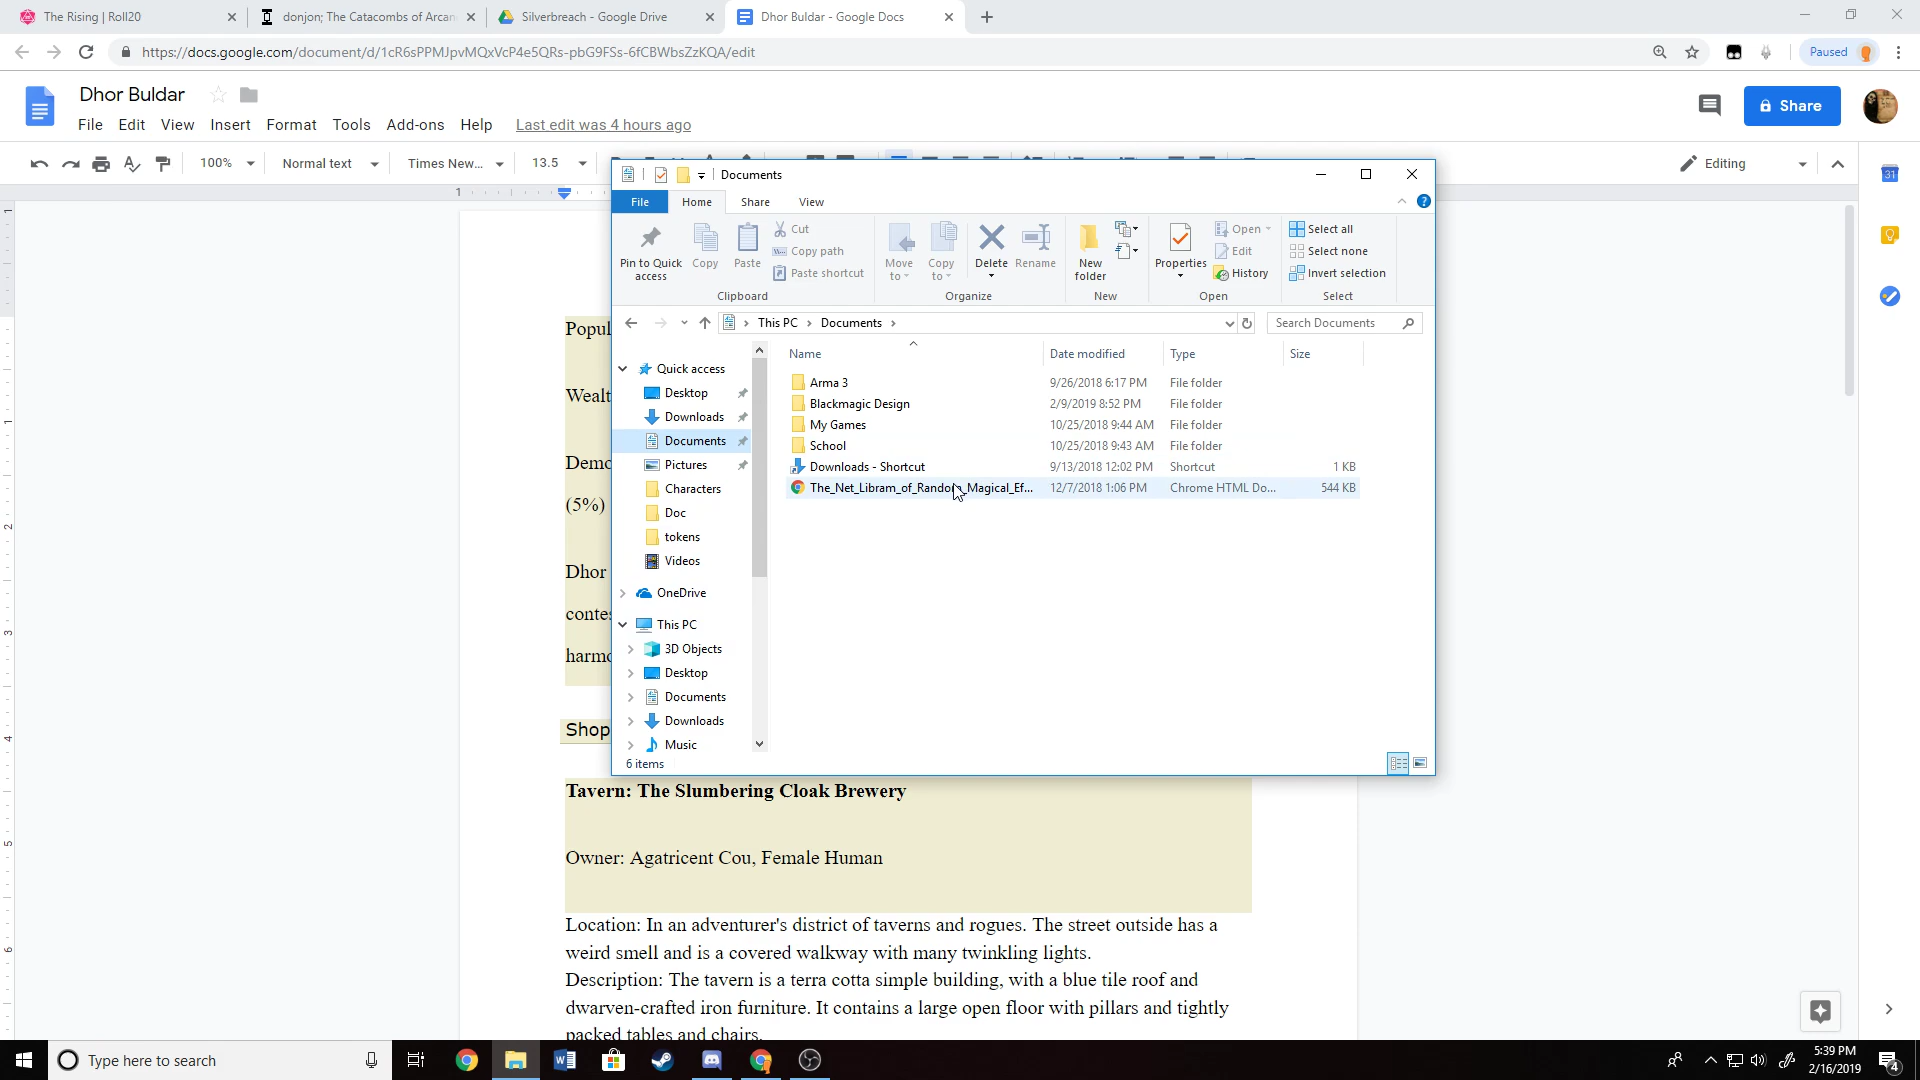 The Rising | Roll20
donjon; The Catacombs of Arcan
Silverbreach - Google Drive
Dhor Buldar - Google Docs
https://docs.google.com/document/d/1cR6sPPMJpvMQxVcP4e5QRs-pbG9FSs-6fCBWbsZzKQA/edit
Paused
Dhor Buldar
File Edit View Insert Format Tools Add-ons Help Last edit was 4 hours ago
Share
100% Normal text Times New... 13.5
Editing
Documents
File Home Share View
Pin to Quick access
Copy
Paste
Cut
Copy path
Paste shortcut
Clipboard
Move to
Copy to
Delete
Rename
Organize
New folder
New
Properties
Open
Edit
History
Open
Select all
Select none
Invert selection
Select
This PC > Documents >
Search Documents
Name Date modified Type Size
Arma 3 9/26/2018 6:17 PM File folder
Blackmagic Design 2/9/2019 8:52 PM File folder
My Games 10/25/2018 9:44 AM File folder
School 10/25/2018 9:43 AM File folder
Downloads - Shortcut 9/13/2018 12:02 PM Shortcut 1 KB
The_Net_Libram_of_Random_Magical_Ef... 12/7/2018 1:06 PM Chrome HTML Do... 544 KB
Quick access
Desktop
Downloads
Documents
Pictures
Characters
Doc
tokens
Videos
OneDrive
This PC
3D Objects
Desktop
Documents
Downloads
Music
6 items
Popul
Wealt
Demo
(5%)
Dhor
contes
harmo
Shop
Tavern: The Slumbering Cloak Brewery
Owner: Agatricent Cou, Female Human
Location: In an adventurer's district of taverns and rogues. The street outside has a
weird smell and is a covered walkway with many twinkling lights.
Description: The tavern is a terra cotta simple building, with a blue tile roof and
dwarven-crafted iron furniture. It contains a large open floor with pillars and tightly
packed tables and chairs.
Type here to search
5:39 PM
2/16/2019
4